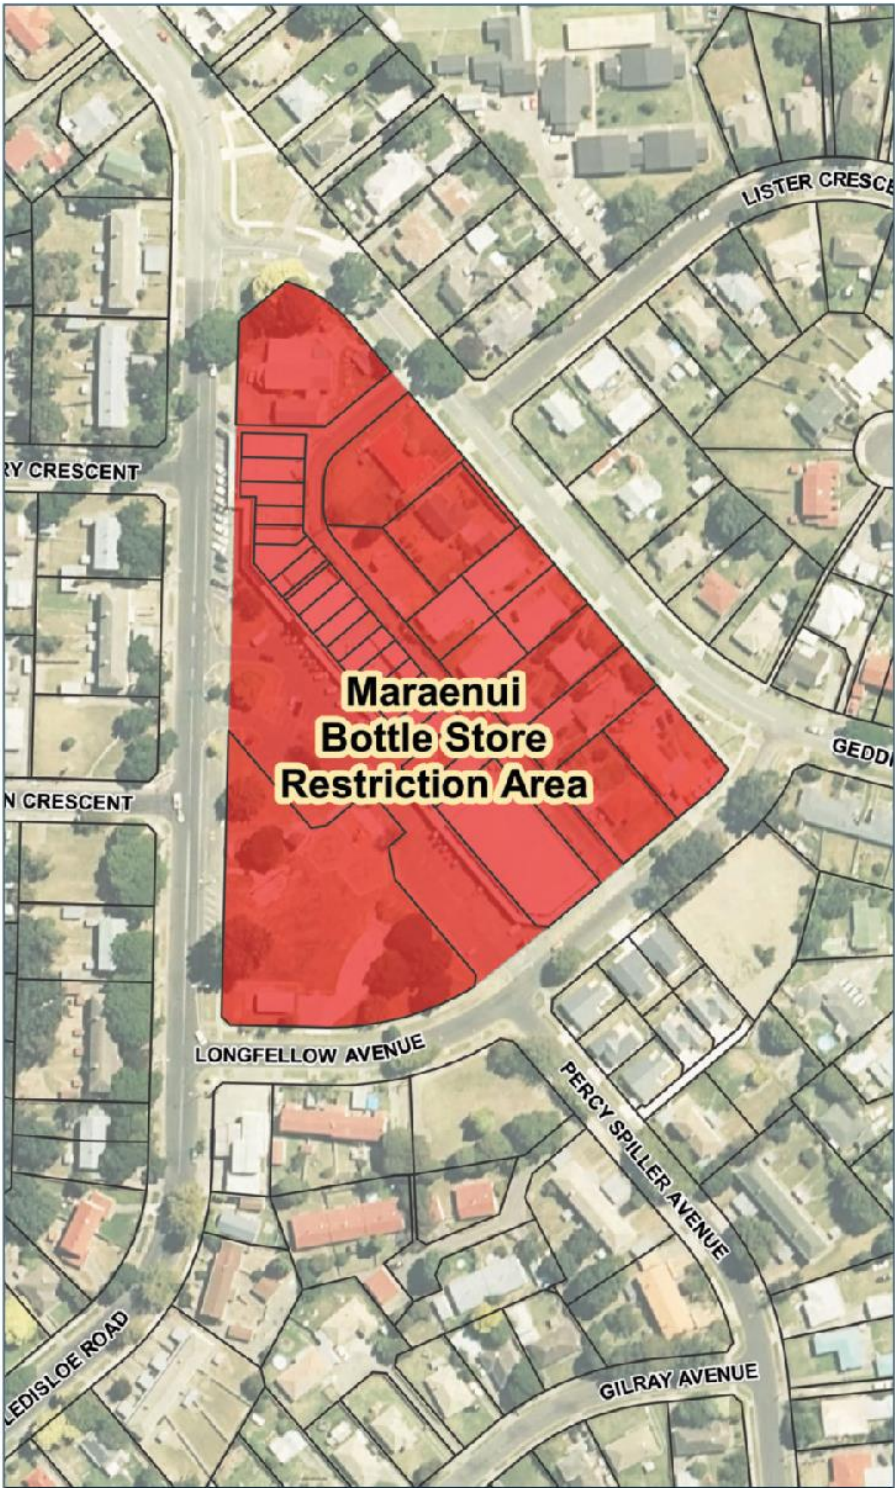 LISTER CRESCE
RY CRESCENT
Maraenui
Bottle Store
Restriction Area
GEDDI
N CRESCENT
LONGFELLOW AVENUE
PERCY SPILLER AVENUE
LEDISLOE ROAD
GILRAY AVENUE